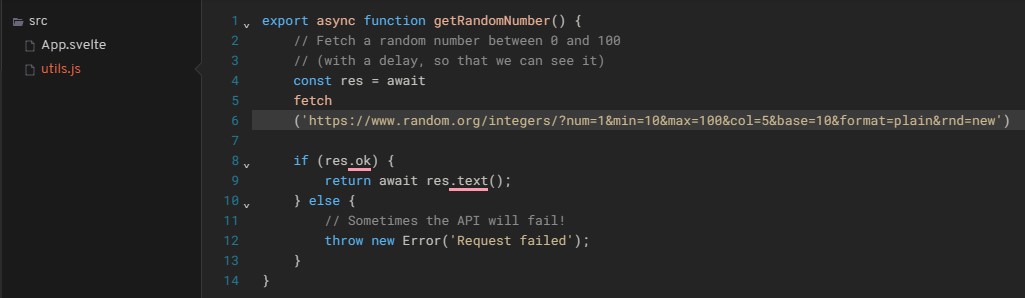 src
App.svelte
utils.js
1 export async function getRandomNumber() {
2 // Fetch a random number between 0 and 100
3 // (with a delay, so that we can see it)
4 const res = await
5 fetch
6 ('https://www.random.org/integers/?num=1&min=10&max=100&col=5&base=10&format=plain&rnd=new')
7
8 if (res.ok) {
9 return await res.text();
10 } else {
11 // Sometimes the API will fail!
12 throw new Error('Request failed');
13 }
14 }